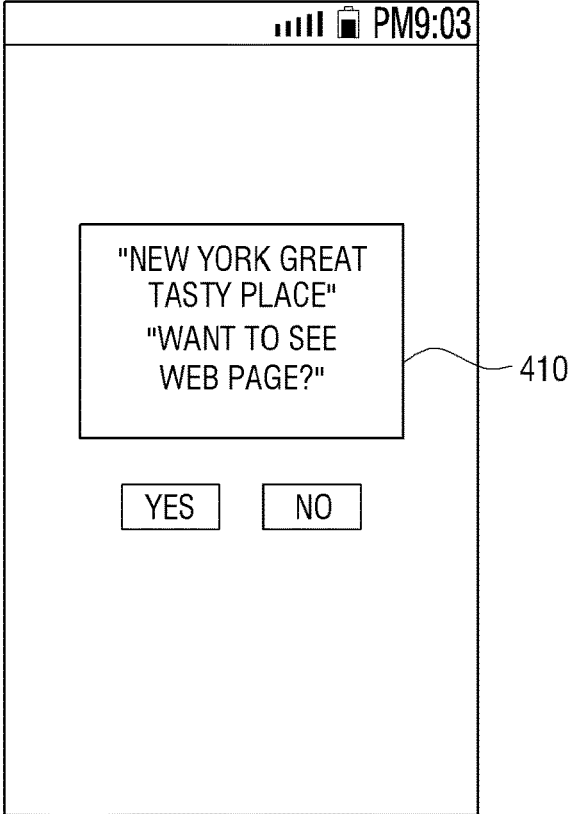 PM9:03
"NEW YORK GREAT
TASTY PLACE"
"WANT TO SEE
WEB PAGE?"
410
YES NO